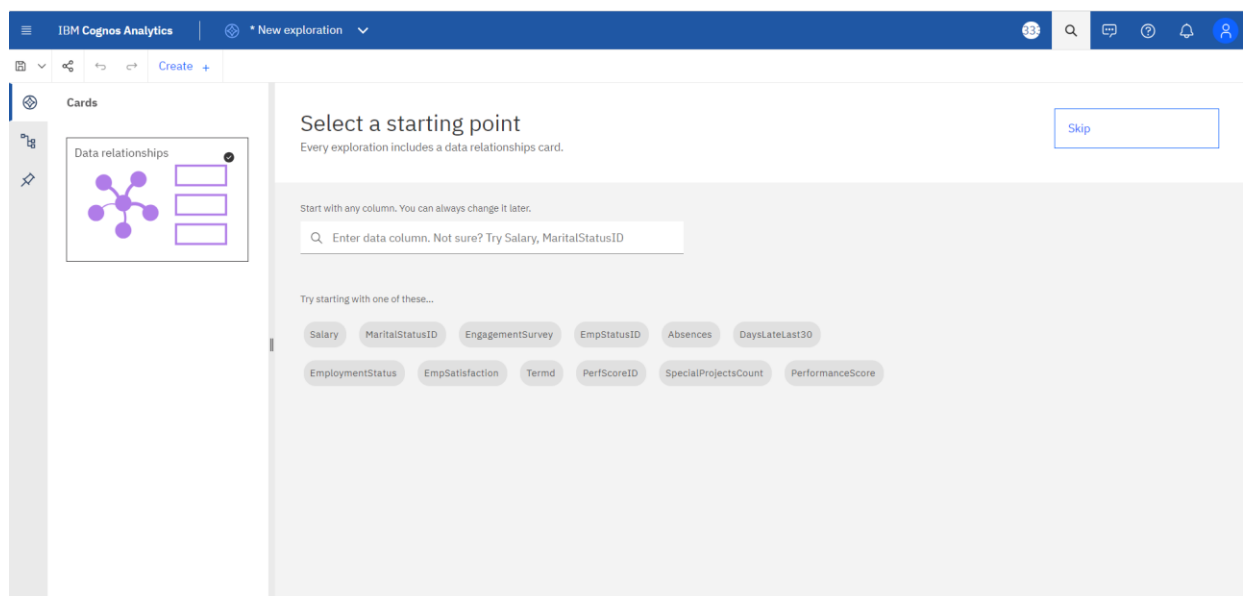 IBM Cognos Analytics
* New exploration
Create +
Cards
Data relationships
Select a starting point
Every exploration includes a data relationships card.
Skip
Start with any column. You can always change it later.
Enter data column. Not sure? Try Salary, MaritalStatusID
Try starting with one of these...
Salary MaritalStatusID EngagementSurvey EmpStatusID Absences DaysLateLast30
EmploymentStatus EmpSatisfaction Termd PerfScoreID SpecialProjectsCount PerformanceScore